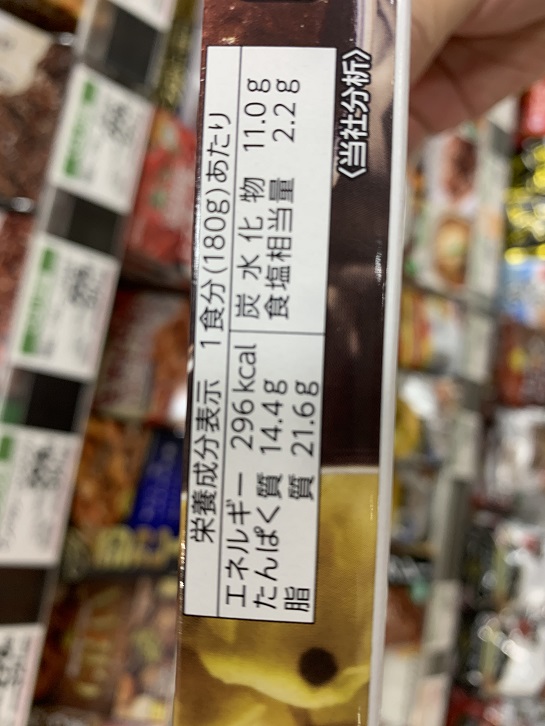 栄養成分表示 1食分(180g)あたり
エネルギー 296kcal
たんぱく質 14.4g
脂質 21.6g
炭水化物 11.0g
食塩相当量 2.2g
〈当社分析〉